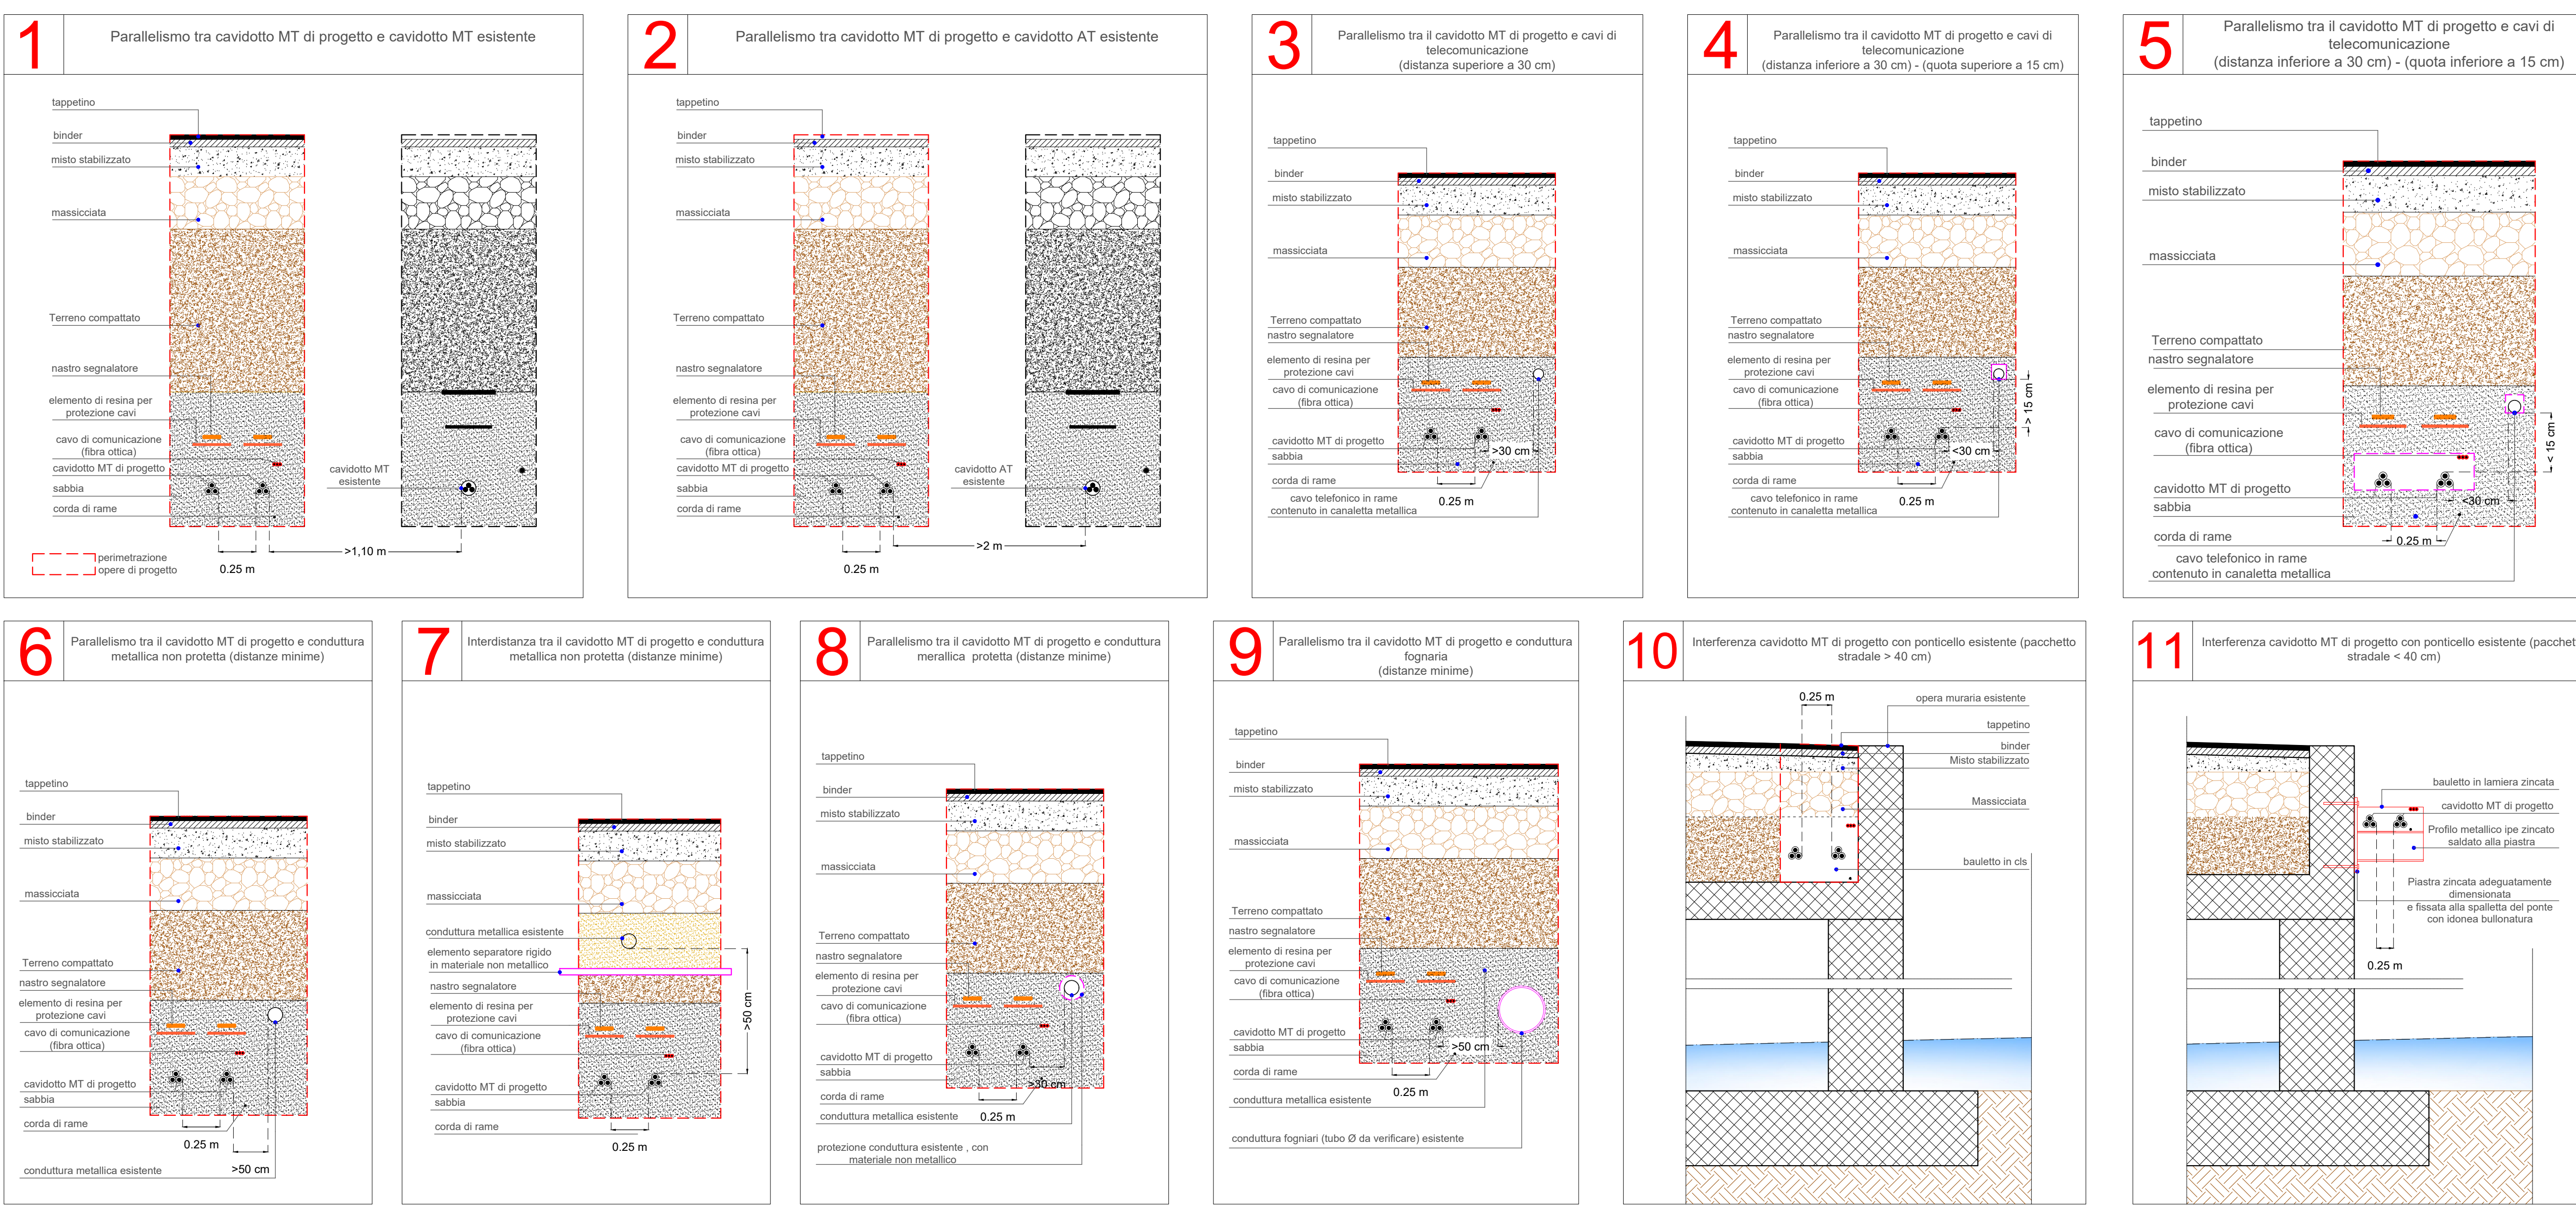 1
Parallelismo tra cavidotto MT di progetto e cavidotto MT esistente
tappetino
binder
misto stabilizzato
massicciata
Terreno compattato
nastro segnalatore
elemento di resina per
protezione cavi
cavo di comunicazione
(fibra ottica)
cavidotto MT di progetto
sabbia
corda di rame
cavidotto MT
esistente
>1,10 m
0.25 m
perimetrazione
opere di progetto
2
Parallelismo tra cavidotto MT di progetto e cavidotto AT esistente
tappetino
binder
misto stabilizzato
massicciata
Terreno compattato
nastro segnalatore
elemento di resina per
protezione cavi
cavo di comunicazione
(fibra ottica)
cavidotto MT di progetto
sabbia
corda di rame
cavidotto AT
esistente
>2 m
0.25 m
3
Parallelismo tra il cavidotto MT di progetto e cavi di
telecomunicazione
(distanza superiore a 30 cm)
tappetino
binder
misto stabilizzato
massicciata
Terreno compattato
nastro segnalatore
elemento di resina per
protezione cavi
cavo di comunicazione
(fibra ottica)
cavidotto MT di progetto
sabbia
corda di rame
cavo telefonico in rame
contenuto in canaletta metallica
>30 cm
0.25 m
4
Parallelismo tra il cavidotto MT di progetto e cavi di
telecomunicazione
(distanza inferiore a 30 cm) - (quota superiore a 15 cm)
tappetino
binder
misto stabilizzato
massicciata
Terreno compattato
nastro segnalatore
elemento di resina per
protezione cavi
cavo di comunicazione
(fibra ottica)
cavidotto MT di progetto
sabbia
corda di rame
cavo telefonico in rame
contenuto in canaletta metallica
> 15 cm
<30 cm
0.25 m
5
Parallelismo tra il cavidotto MT di progetto e cavi di
telecomunicazione
(distanza inferiore a 30 cm) - (quota inferiore a 15 cm)
tappetino
binder
misto stabilizzato
massicciata
Terreno compattato
nastro segnalatore
elemento di resina per
protezione cavi
cavo di comunicazione
(fibra ottica)
cavidotto MT di progetto
sabbia
corda di rame
cavo telefonico in rame
contenuto in canaletta metallica
< 15 cm
<30 cm
0.25 m
6
Parallelismo tra il cavidotto MT di progetto e conduttura
metallica non protetta (distanze minime)
tappetino
binder
misto stabilizzato
massicciata
Terreno compattato
nastro segnalatore
elemento di resina per
protezione cavi
cavo di comunicazione
(fibra ottica)
cavidotto MT di progetto
sabbia
corda di rame
0.25 m
conduttura metallica esistente
>50 cm
7
Interdistanza tra il cavidotto MT di progetto e conduttura
metallica non protetta (distanze minime)
tappetino
binder
misto stabilizzato
massicciata
conduttura metallica esistente
elemento separatore rigido
in materiale non metallico
nastro segnalatore
elemento di resina per
protezione cavi
cavo di comunicazione
(fibra ottica)
cavidotto MT di progetto
sabbia
corda di rame
>50 cm
0.25 m
8
Parallelismo tra il cavidotto MT di progetto e conduttura
merallica protetta (distanze minime)
tappetino
binder
misto stabilizzato
massicciata
Terreno compattato
nastro segnalatore
elemento di resina per
protezione cavi
cavo di comunicazione
(fibra ottica)
cavidotto MT di progetto
sabbia
>30 cm
corda di rame
conduttura metallica esistente
0.25 m
protezione conduttura esistente , con
materiale non metallico
9
Parallelismo tra il cavidotto MT di progetto e conduttura
fognaria
(distanze minime)
tappetino
binder
misto stabilizzato
massicciata
Terreno compattato
nastro segnalatore
elemento di resina per
protezione cavi
cavo di comunicazione
(fibra ottica)
cavidotto MT di progetto
sabbia
>50 cm
corda di rame
0.25 m
conduttura metallica esistente
conduttura fogniari (tubo Ø da verificare) esistente
10
Interferenza cavidotto MT di progetto con ponticello esistente (pacchetto
stradale > 40 cm)
0.25 m
opera muraria esistente
tappetino
binder
Misto stabilizzato
Massicciata
bauletto in cls
11
Interferenza cavidotto MT di progetto con ponticello esistente (pacchet
stradale < 40 cm)
bauletto in lamiera zincata
cavidotto MT di progetto
Profilo metallico ipe zincato
saldato alla piastra
Piastra zincata adeguatamente
dimensionata
e fissata alla spalletta del ponte
con idonea bullonatura
0.25 m